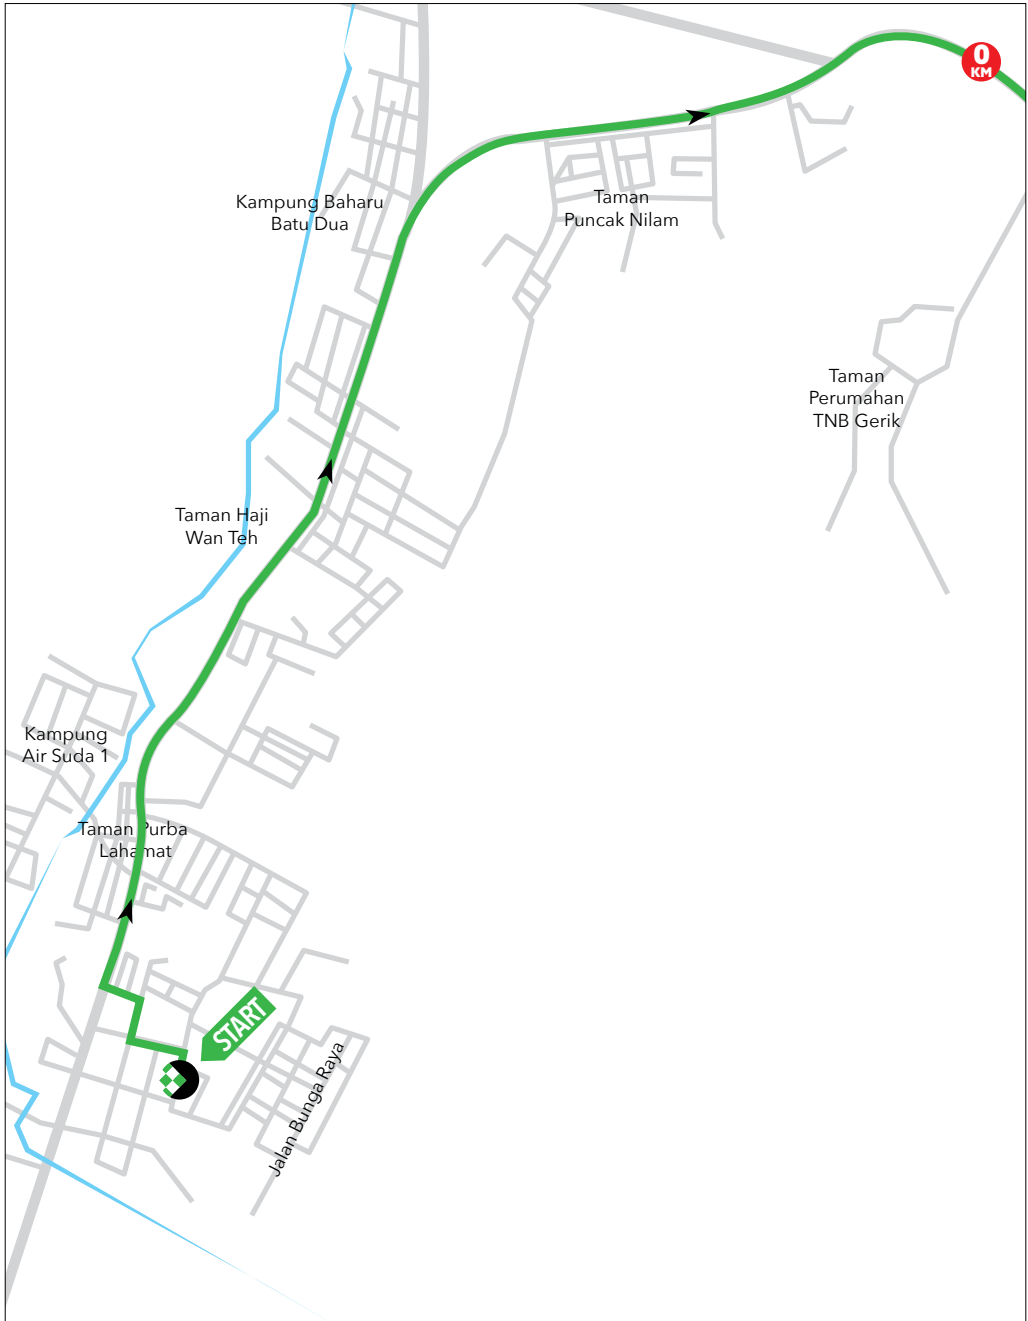 0
KM
Kampung Baharu
Batu Dua
Taman
Puncak Nilam
Taman
Perumahan
TNB Gerik
Taman Haji
Wan Teh
Kampung
Air Suda 1
Taman Purba
Lahamat
START
Jalan Bunga Raya